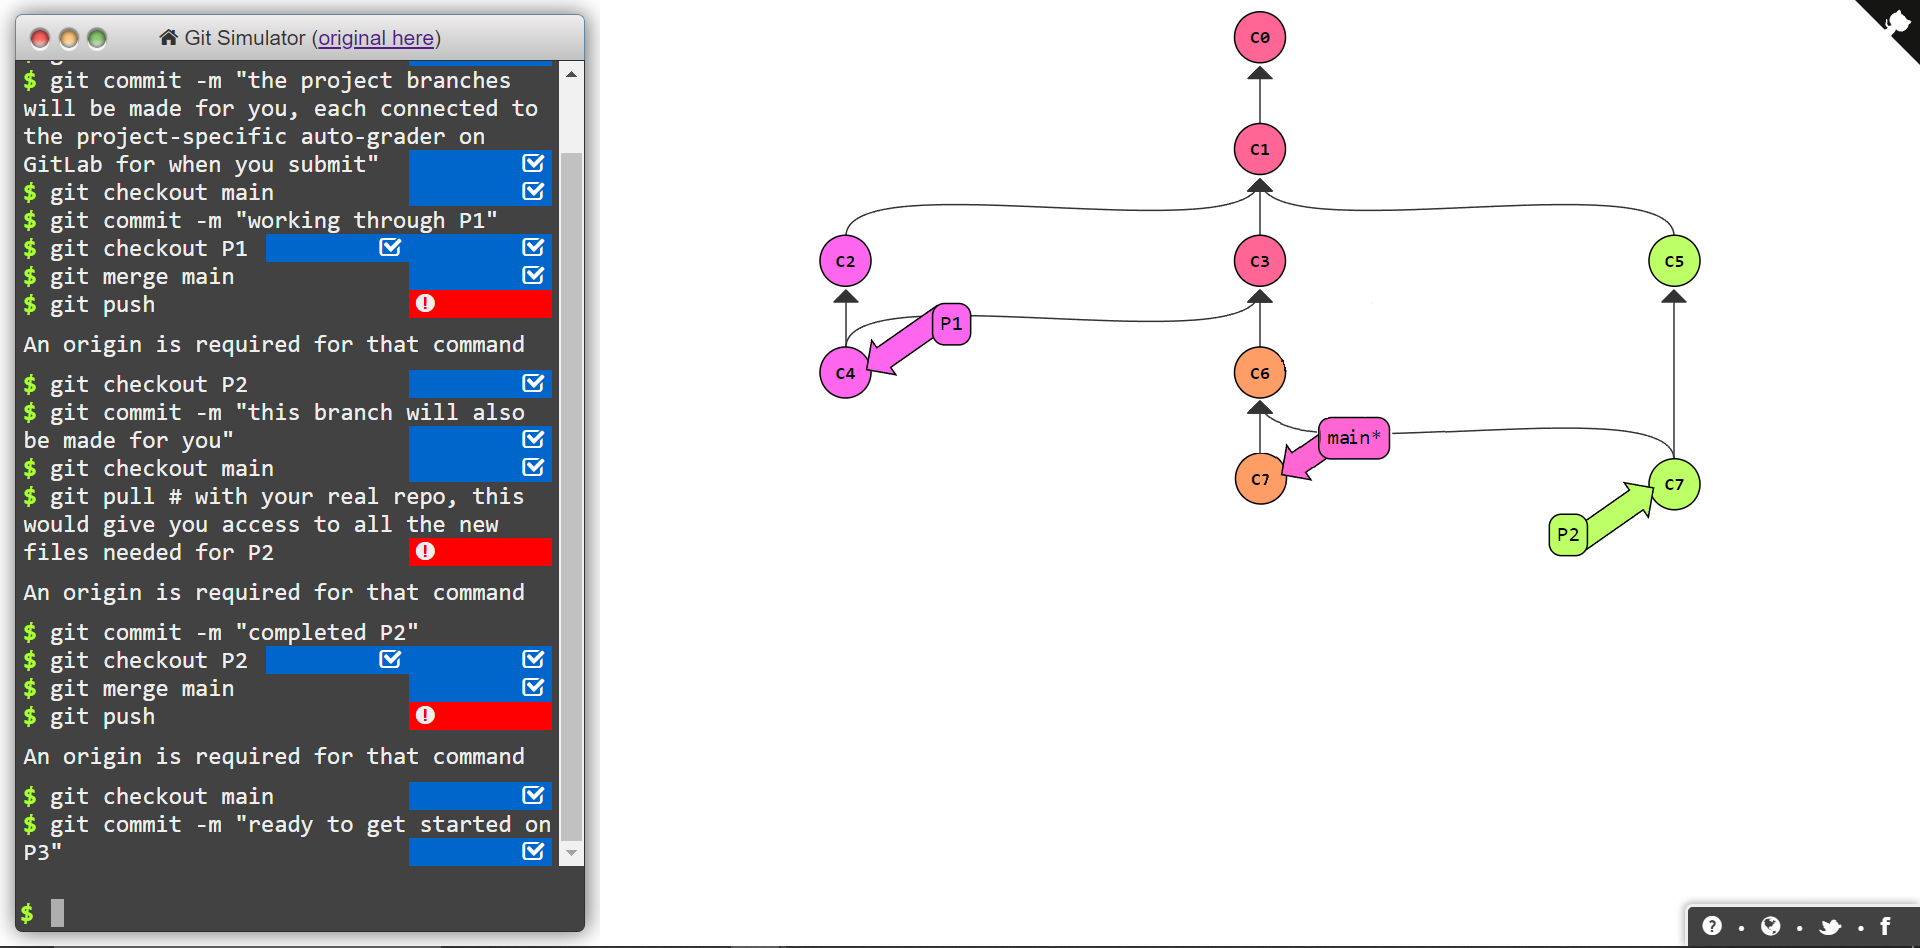 Git Simulator (original here)
$ git commit -m "the project branches
will be made for you, each connected to
the project-specific auto-grader on
GitLab for when you submit"
$ git checkout main
$ git commit -m "working through P1"
$ git checkout P1
$ git merge main
$ git push
An origin is required for that command
$ git checkout P2
$ git commit -m "this branch will also
be made for you"
$ git checkout main
$ git pull # with your real repo, this
would give you access to all the new
files needed for P2
An origin is required for that command
$ git commit -m "completed P2"
$ git checkout P2
$ git merge main
$ git push
An origin is required for that command
$ git checkout main
$ git commit -m "ready to get started on
P3"
$
C0
C1
C2
C3
C5
P1
C4
C6
main*
C7
C7
P2